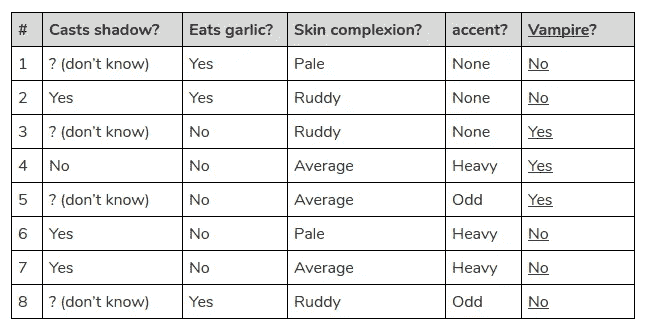 # Casts shadow? Eats garlic? Skin complexion? accent? Vampire?
1 ? (don't know) Yes Pale None No
2 Yes Yes Ruddy None No
3 ? (don't know) No Ruddy None Yes
4 No No Average Heavy Yes
5 ? (don't know) No Average Odd Yes
6 Yes No Pale Heavy No
7 Yes No Average Heavy No
8 ? (don't know) Yes Ruddy Odd No